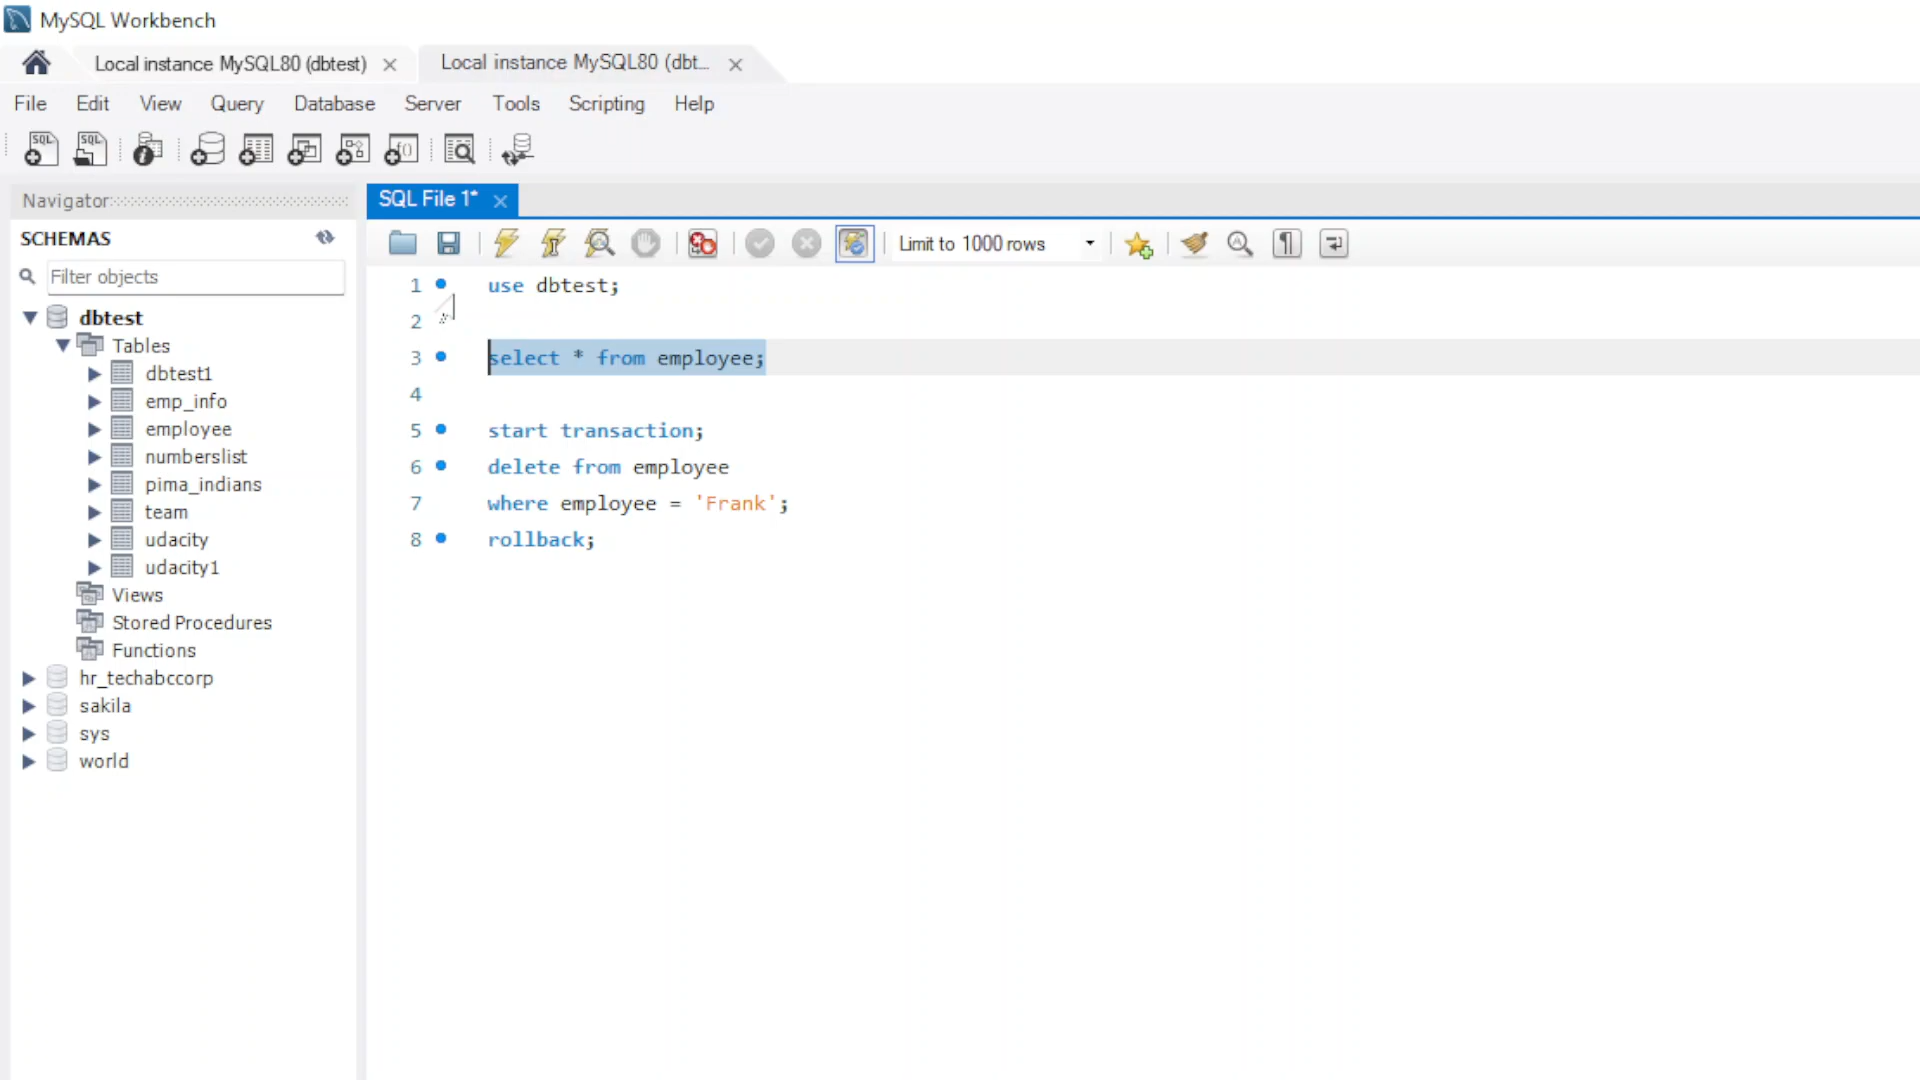 MySQL Workbench
Local instance MySQL80 (dbtest)
Local instance MySQL80 (dbt...
File Edit View Query Database Server Tools Scripting Help
SQL
SQL
Navigator
SQL File 1*
SCHEMAS
Limit to 1000 rows
Filter objects
dbtest
Tables
dbtest1
emp_info
employee
numberslist
pima_indians
team
udacity
udacity1
Views
Stored Procedures
Functions
hr_techabccorp
sakila
sys
world
1 use dbtest;
2
3 select * from employee;
4
5 start transaction;
6 delete from employee
7 where employee = 'Frank';
8 rollback;